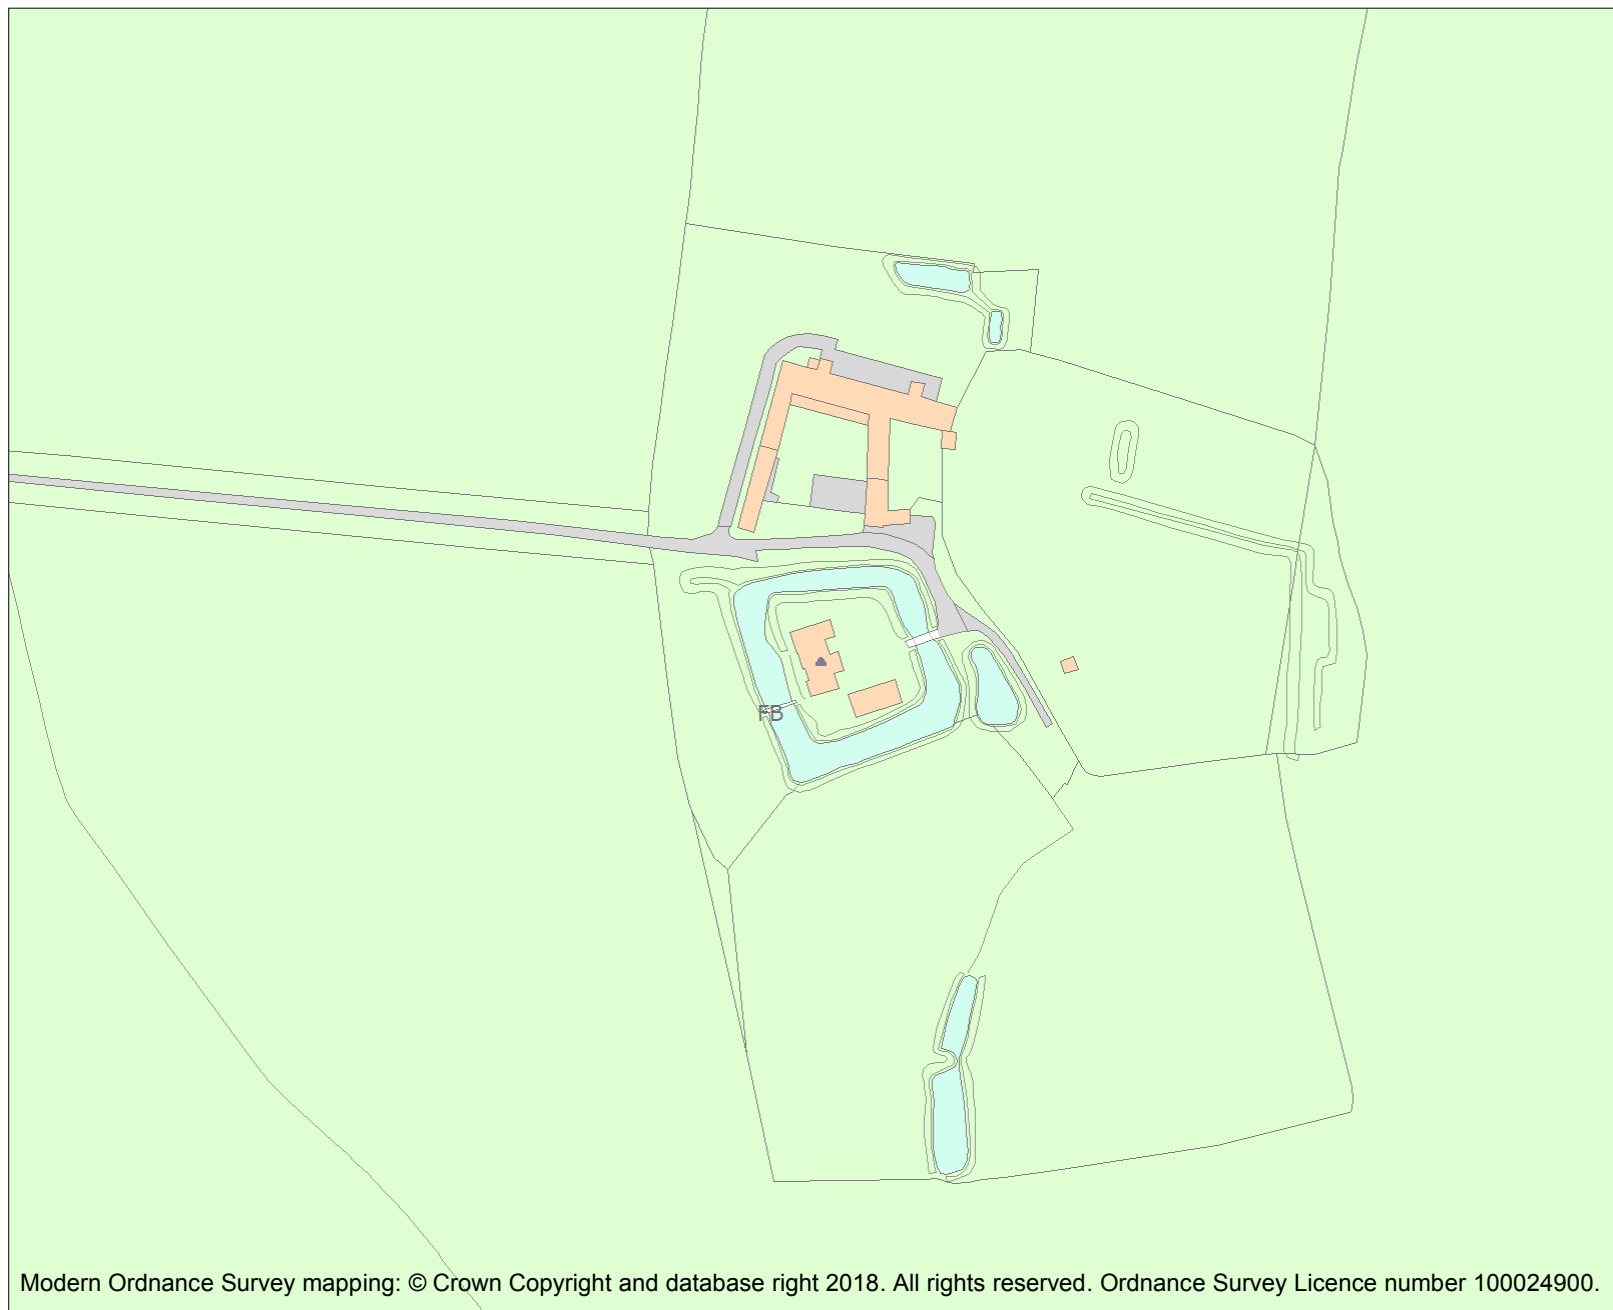 FB
Modern Ordnance Survey mapping: © Crown Copyright and database right 2018. All rights reserved. Ordnance Survey Licence number 100024900.